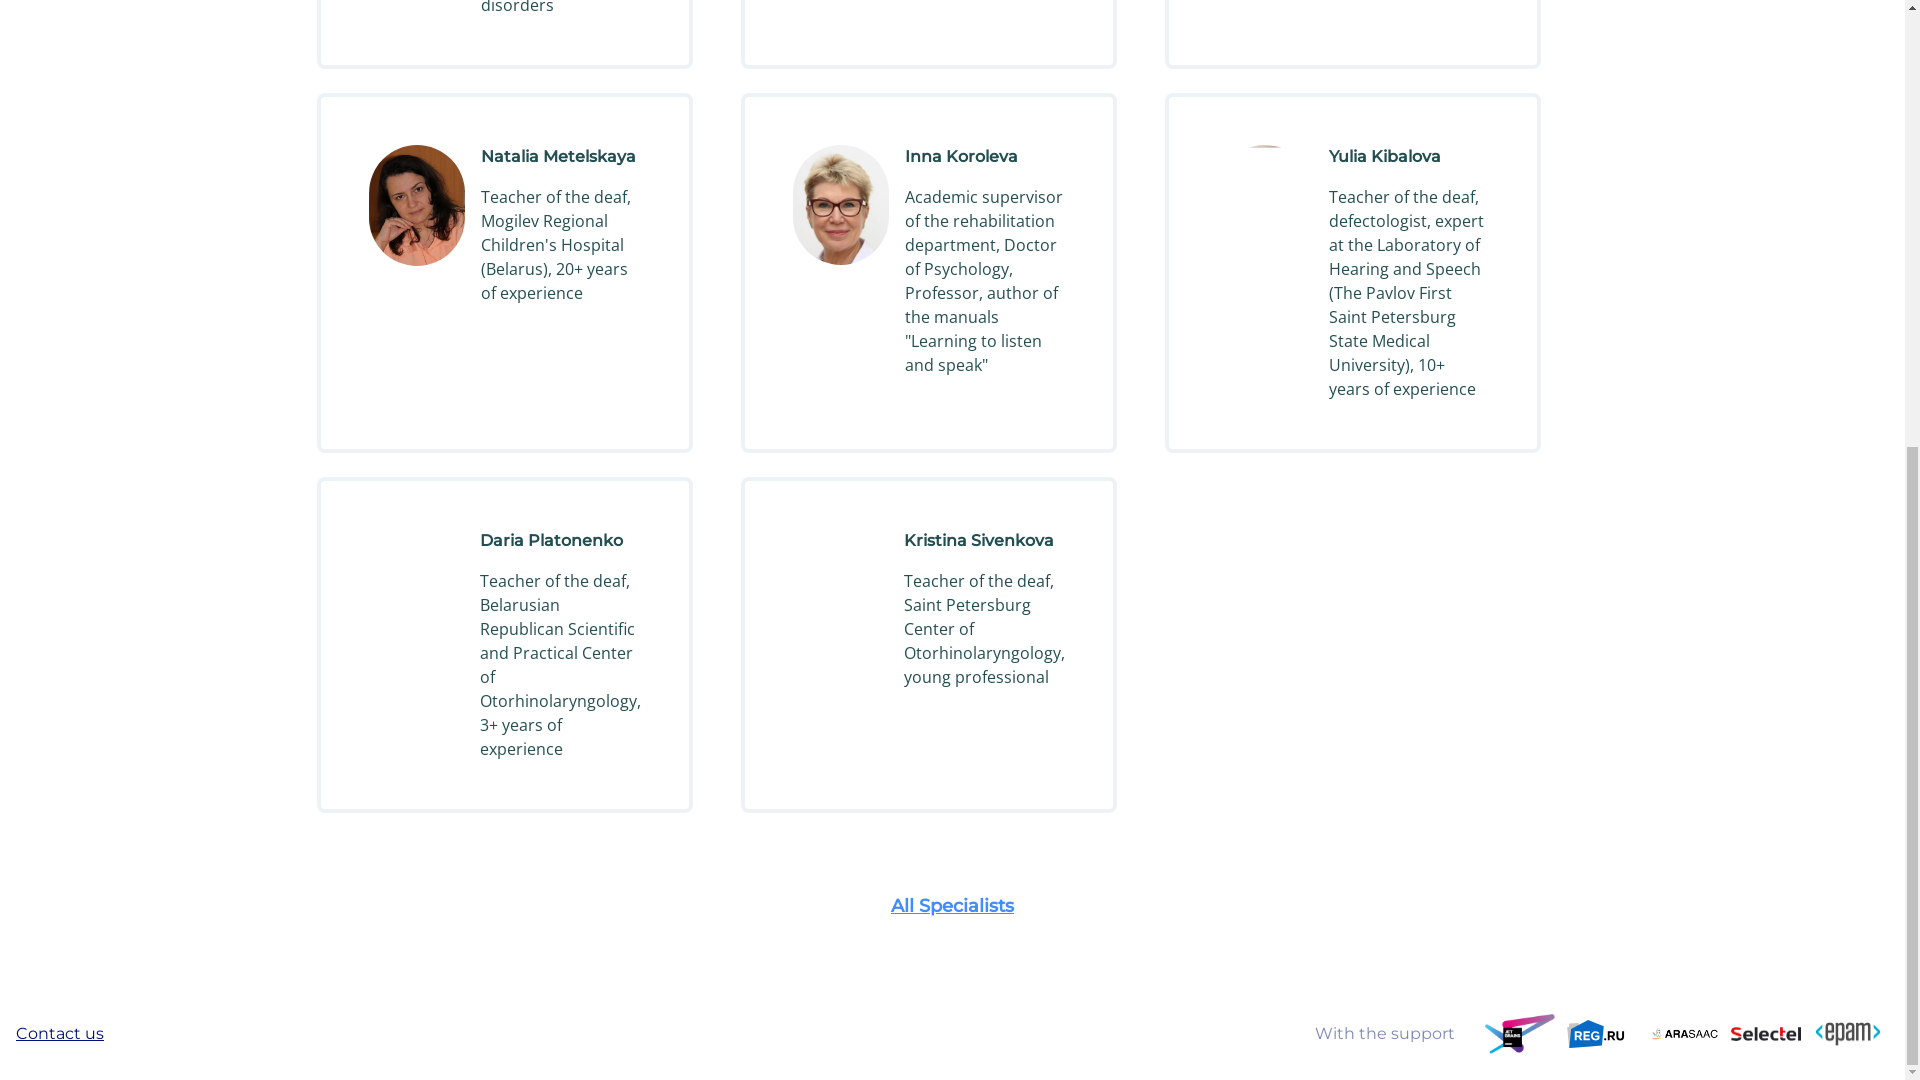 disorders
Natalia Metelskaya
Teacher of the deaf,
Mogilev Regional
Children's Hospital
(Belarus), 20+ years
of experience
Inna Koroleva
Academic supervisor
of the rehabilitation
department, Doctor
of Psychology,
Professor, author of
the manuals
"Learning to listen
and speak"
Yulia Kibalova
Teacher of the deaf,
defectologist, expert
at the Laboratory of
Hearing and Speech
(The Pavlov First
Saint Petersburg
State Medical
University), 10+
years of experience
Daria Platonenko
Teacher of the deaf,
Belarusian
Republican Scientific
and Practical Center
of
Otorhinolaryngology,
3+ years of
experience
Kristina Sivenkova
Teacher of the deaf,
Saint Petersburg
Center of
Otorhinolaryngology,
young professional
All Specialists
Contact us
With the support
JET
BRAINS
REG.RU
ARASAAC
Selectel
<epam>